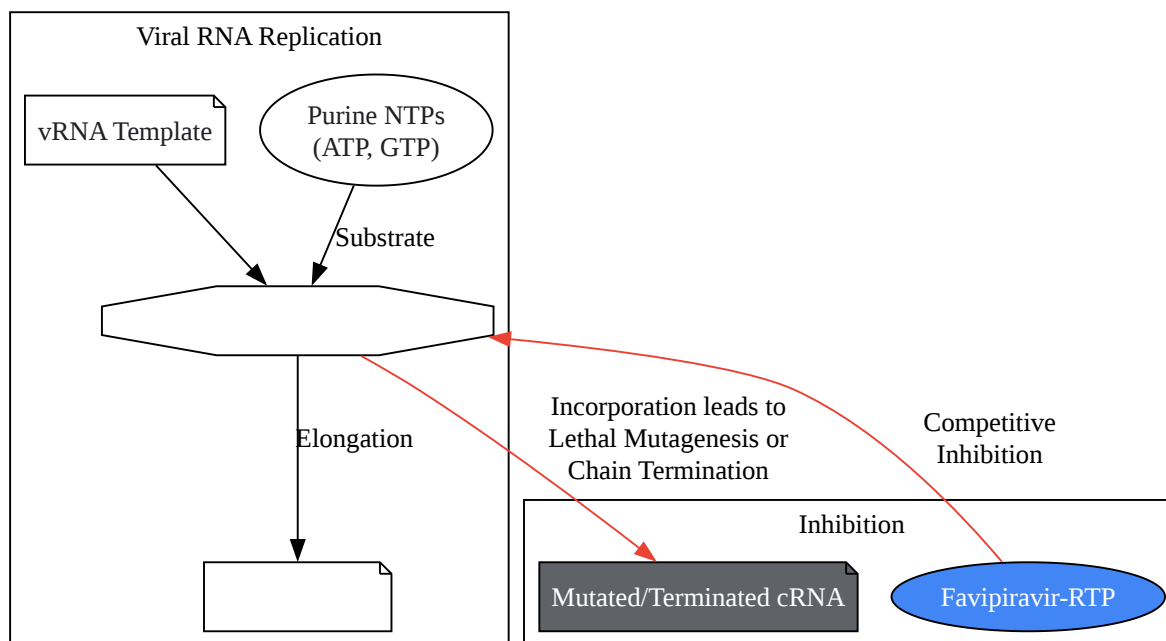 Viral RNA Replication
vRNA Template
Purine NTPs
(ATP, GTP)
Substrate
Elongation
Incorporation leads to
Lethal Mutagenesis or
Chain Termination
Competitive
Inhibition
Inhibition
Mutated/Terminated cRNA
Favipiravir-RTP